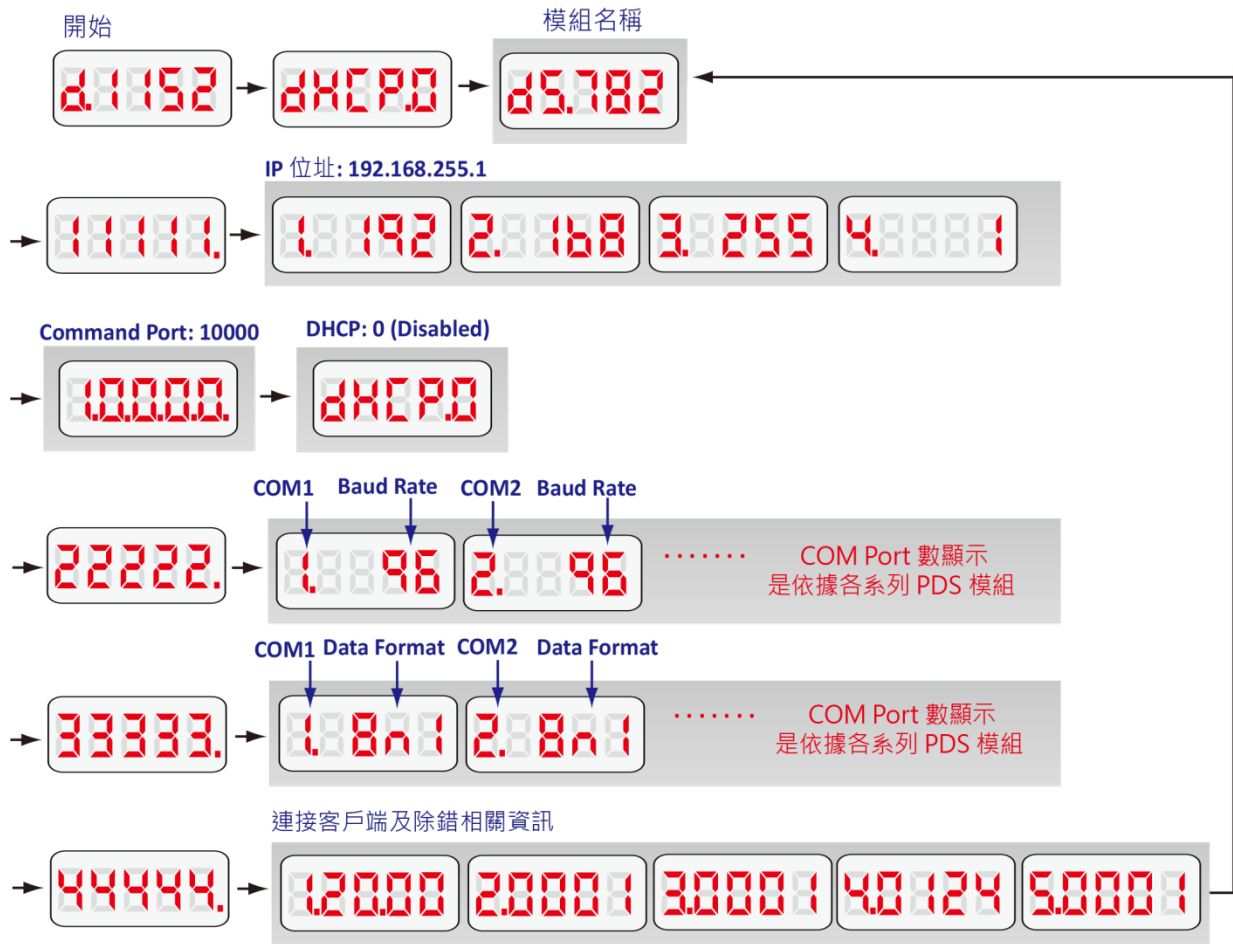 開始
模組名稱
d.1152
dHCP.0
d5.782
IP 位址: 192.168.255.1
11111.
1. 192
2. 168
3. 255
4. 1
Command Port: 10000
DHCP: 0 (Disabled)
1.0.0.0.0.
dHCP.0
COM1 Baud Rate COM2 Baud Rate
22222.
1. 96
2. 96
....... COM Port 數顯示
是依據各系列 PDS 模組
COM1 Data Format COM2 Data Format
33333.
1. 8n1
2. 8n1
....... COM Port 數顯示
是依據各系列 PDS 模組
連接客戶端及除錯相關資訊
44444.
1.20.00
2.0001
3.0001
4.0124
5.0001